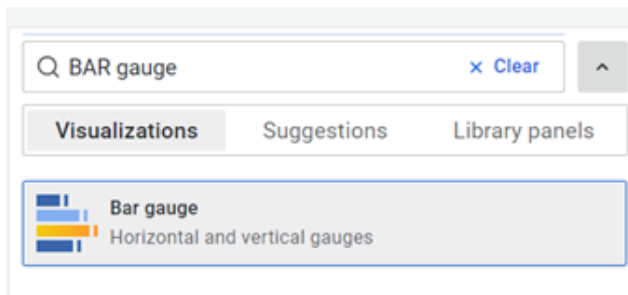 BAR gauge
Clear
Visualizations
Suggestions
Library panels
Bar gauge
Horizontal and vertical gauges